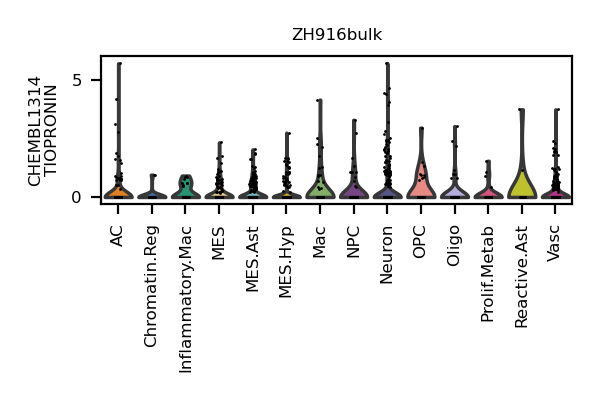 ZH916bulk
CHEMBL1314
TIOPRONIN
5
0
AC
Chromatin.Reg
Inflammatory.Mac
MES
MES.Ast
MES.Hyp
Mac
NPC
Neuron
OPC
Oligo
Prolif.Metab
Reactive.Ast
Vasc